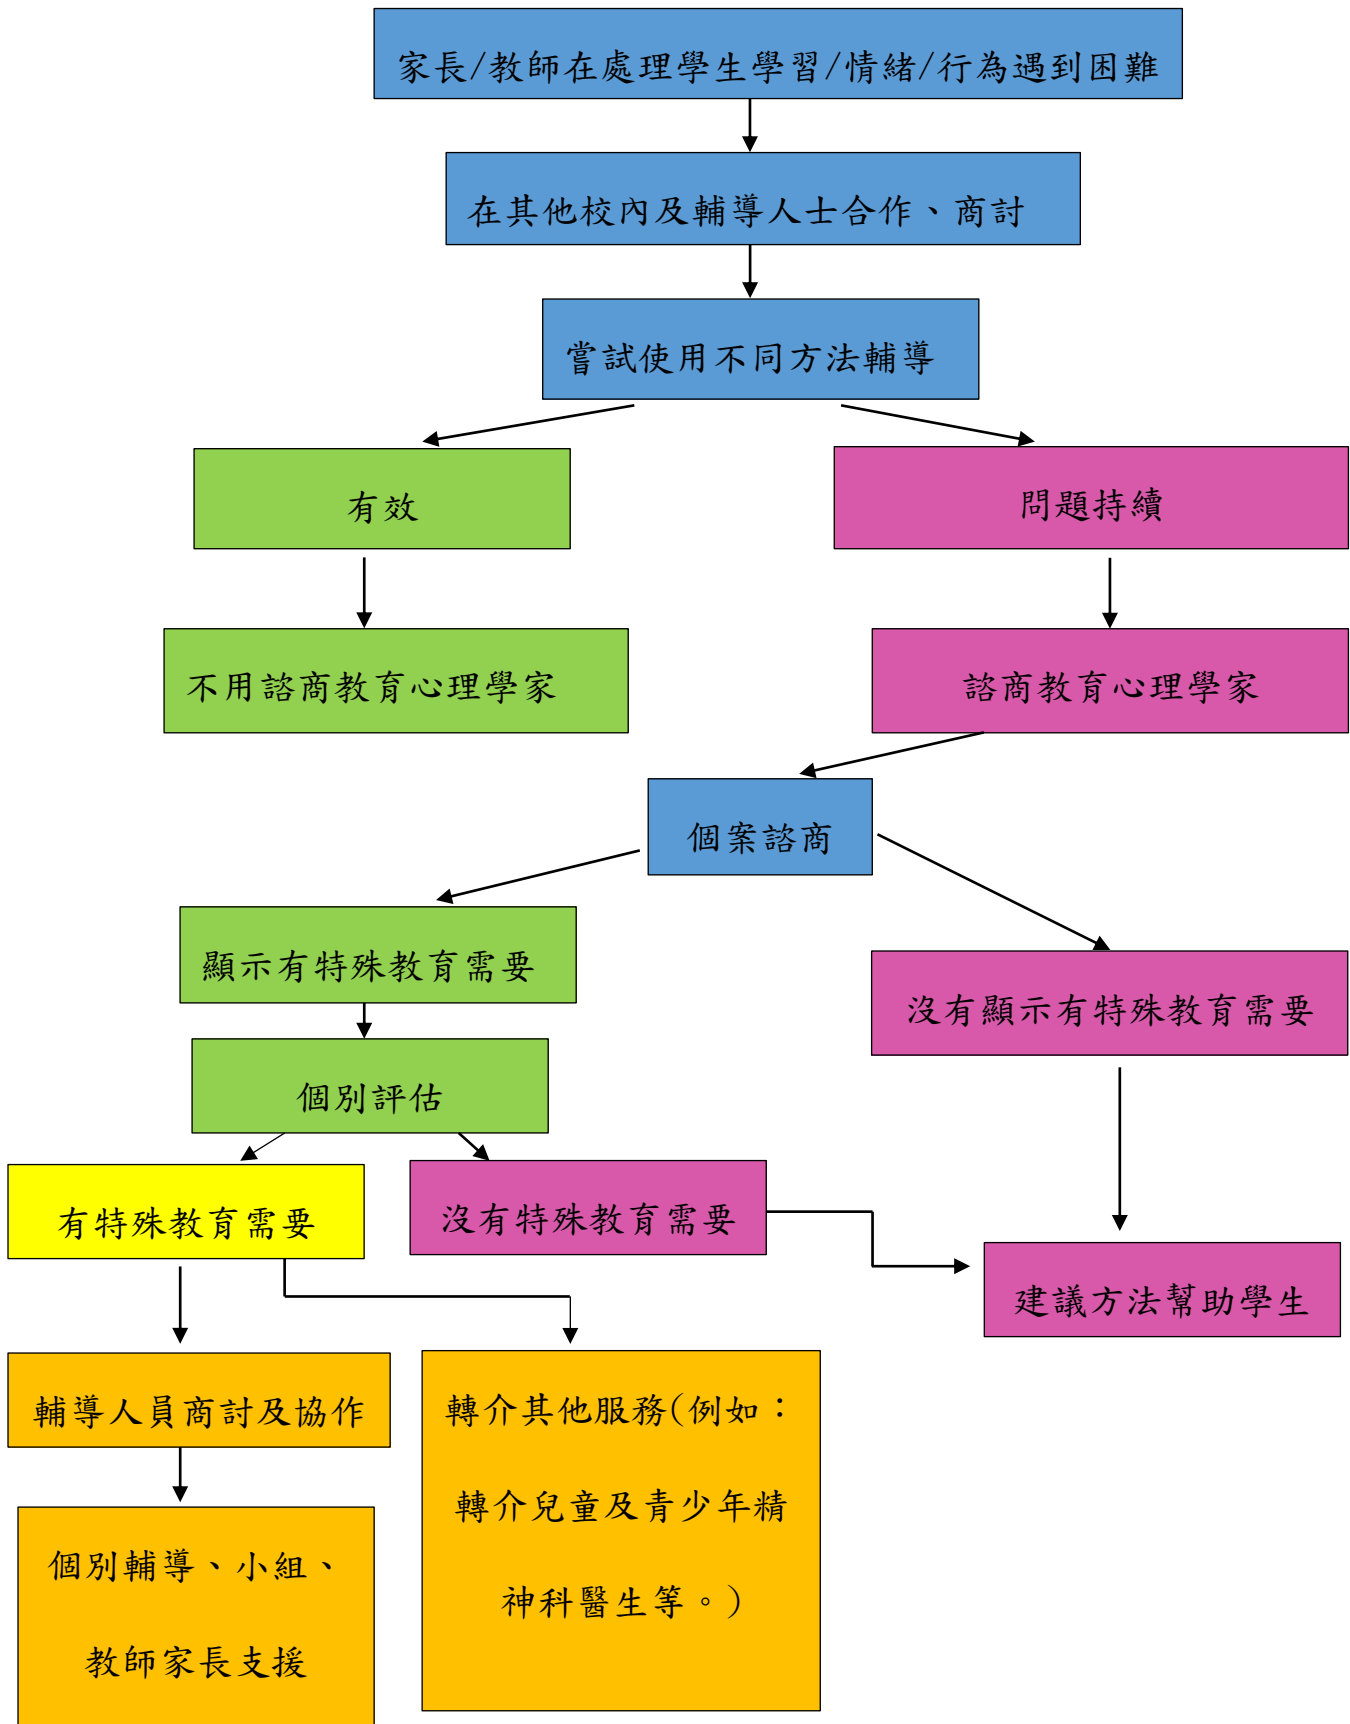 家長/教師在處理學生學習/情緒/行為遇到困難
在其他校內及輔導人士合作、商討
嘗試使用不同方法輔導
有效
問題持續
不用諮商教育心理學家
諮商教育心理學家
個案諮商
顯示有特殊教育需要
沒有顯示有特殊教育需要
個別評估
有特殊教育需要
沒有特殊教育需要
建議方法幫助學生
輔導人員商討及協作
轉介其他服務(例如：
轉介兒童及青少年精
神科醫生等。)
個別輔導、小組、
教師家長支援